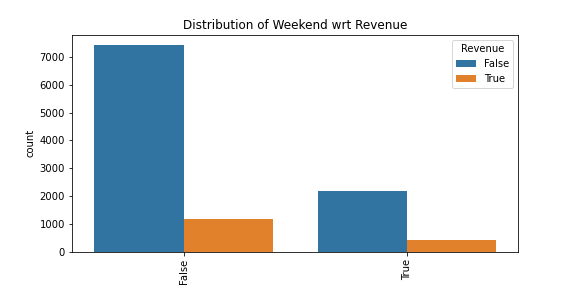 Distribution of Weekend wrt Revenue
Revenue
False
True
7000
6000
5000
4000
3000
2000
1000
0
count
False
True